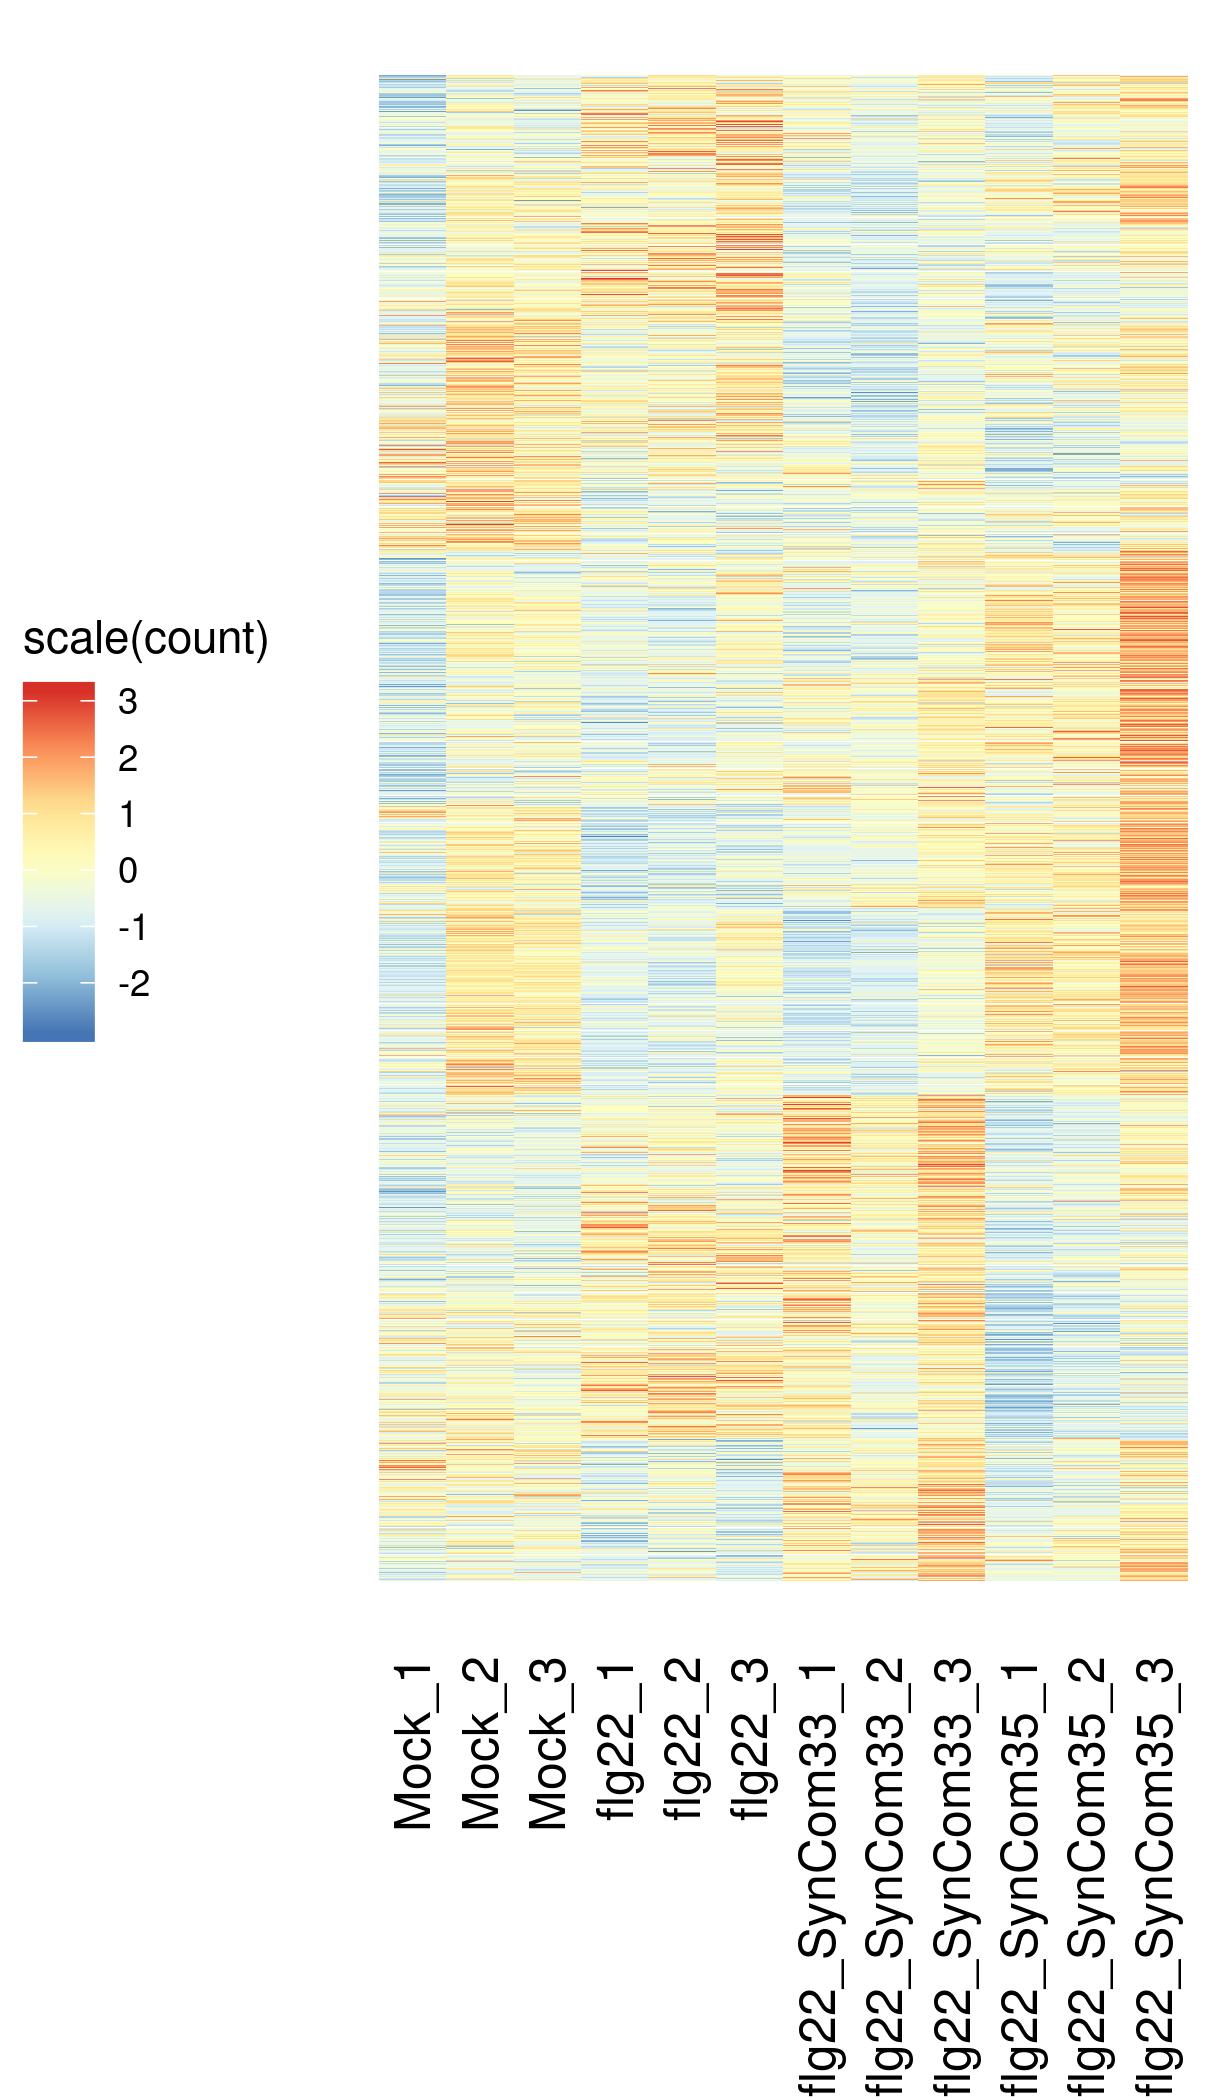 scale(count)
3
2
1
0
-1
-2
Mock_1
Mock_2
Mock_3
flg22_1
flg22_2
flg22_3
flg22_SynCom33_1
flg22_SynCom33_2
flg22_SynCom33_3
flg22_SynCom35_1
flg22_SynCom35_2
flg22_SynCom35_3